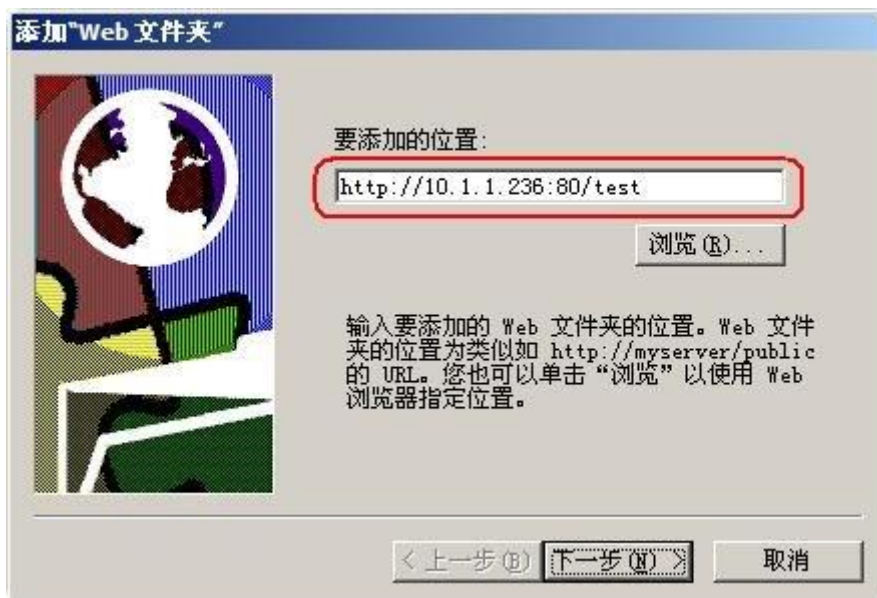 添加"Web 文件夹"
要添加的位置:
http://10.1.1.236:80/test
浏览(R)...
输入要添加的 Web 文件夹的位置。Web 文件
夹的位置为类似如 http://myserver/public
的 URL。您也可以单击“浏览”以使用 Web
浏览器指定位置。
< 上一步(B)
下一步(N) >
取消